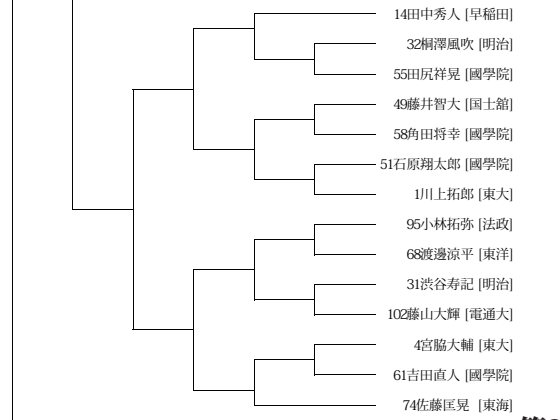 14田中秀人 [早稲田]
32桐澤風吹 [明治]
55田尻祥晃 [國學院]
49藤井智大 [国士舘]
58角田将幸 [國學院]
51石原翔太郎 [國學院]
1川上拓郎 [東大]
95小林拓弥 [法政]
68渡邊涼平 [東洋]
31渋谷寿記 [明治]
102藤山大輝 [電通大]
4宮脇大輔 [東大]
61吉田直人 [國學院]
74佐藤匡晃 [東海]